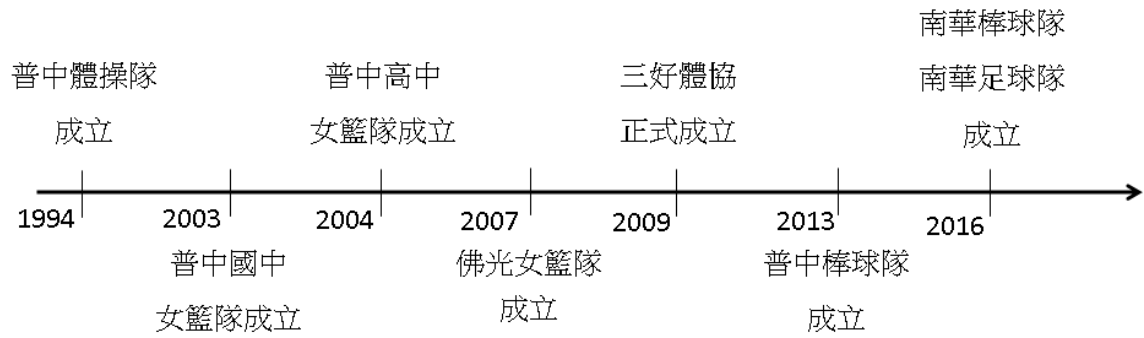 普中體操隊
成立
1994
普中國中
女籃隊成立
2003
普中高中
女籃隊成立
2004
佛光女籃隊
成立
2007
三好體協
正式成立
2009
普中棒球隊
成立
2013
南華棒球隊
南華足球隊
成立
2016